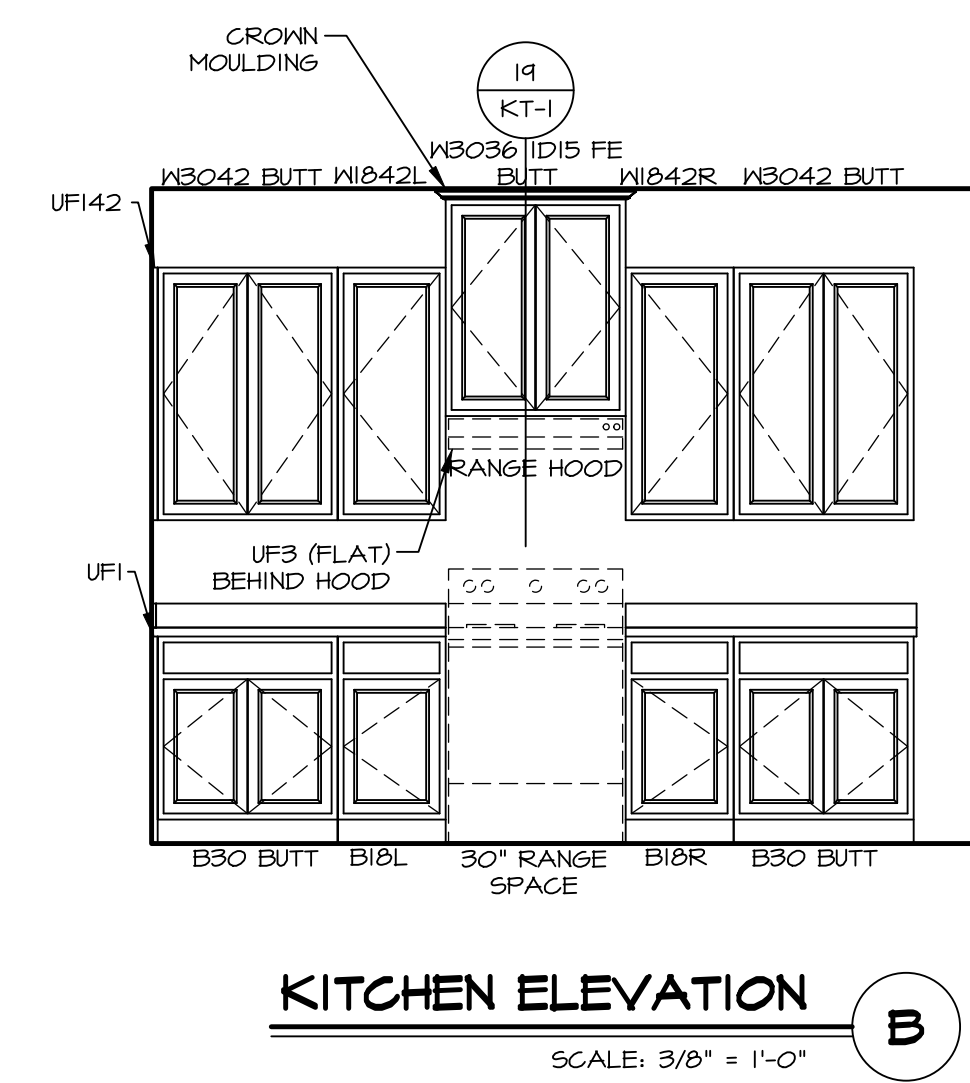 CROWN
MOULDING
19
KT-1
W3036 1D15 FE
BUTT
W3042 BUTT
W1842L
W1842R
W3042 BUTT
UF142
RANGE HOOD
UF3 (FLAT)
BEHIND HOOD
UF1
B30 BUTT
B18L
30" RANGE
SPACE
B18R
B30 BUTT
KITCHEN ELEVATION
B
SCALE: 3/8" = 1'-0"